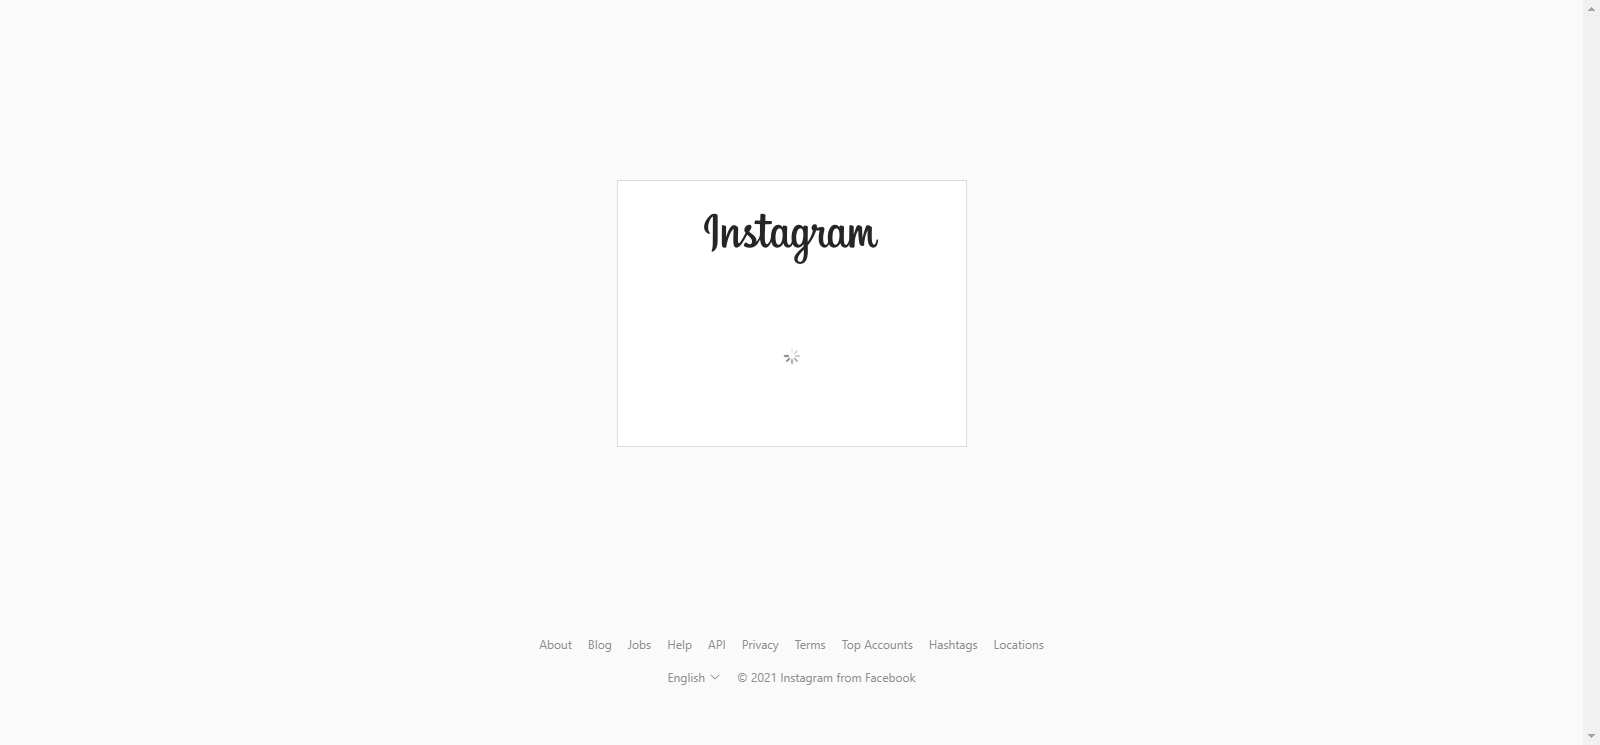 Instagram
About Blog Jobs Help API Privacy Terms Top Accounts Hashtags Locations
English © 2021 Instagram from Facebook